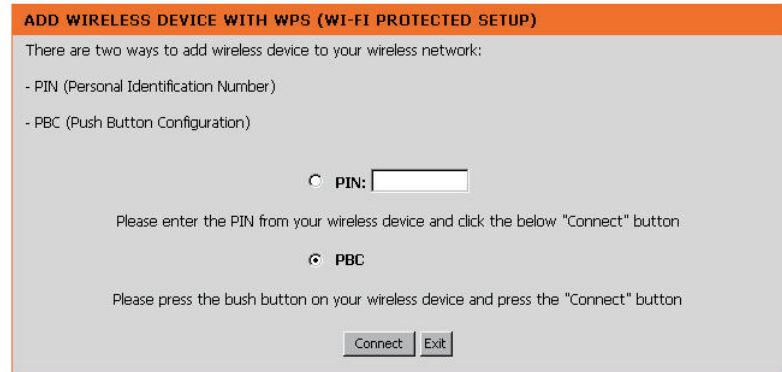 ADD WIRELESS DEVICE WITH WPS (WI-FI PROTECTED SETUP)
There are two ways to add wireless device to your wireless network:
- PIN (Personal Identification Number)
- PBC (Push Button Configuration)
PIN:
Please enter the PIN from your wireless device and click the below "Connect" button
PBC
Please press the bush button on your wireless device and press the "Connect" button
Connect Exit